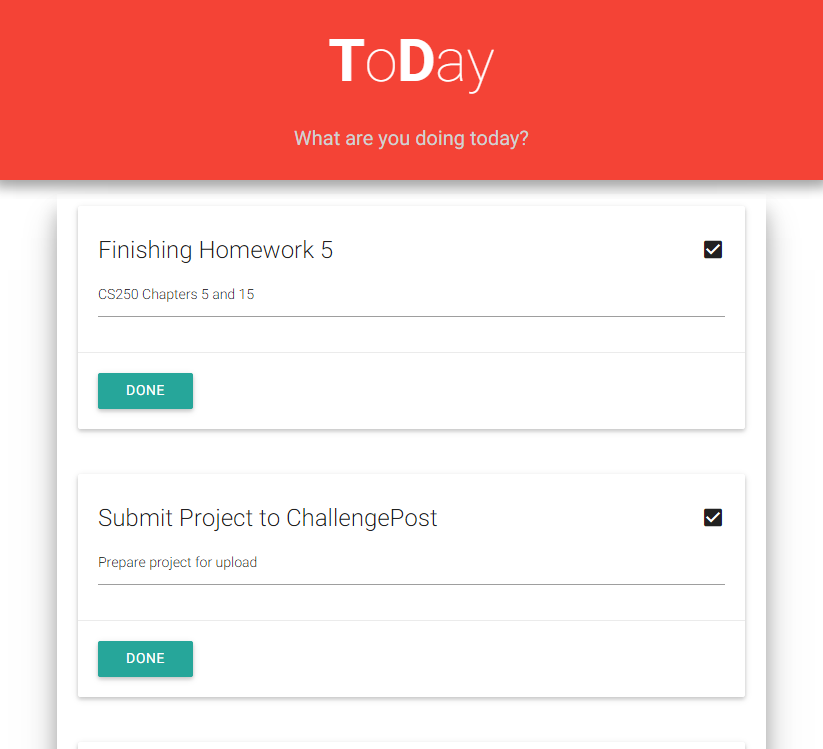 ToDay
What are you doing today?
Finishing Homework 5
CS250 Chapters 5 and 15
DONE
Submit Project to ChallengePost
Prepare project for upload
DONE